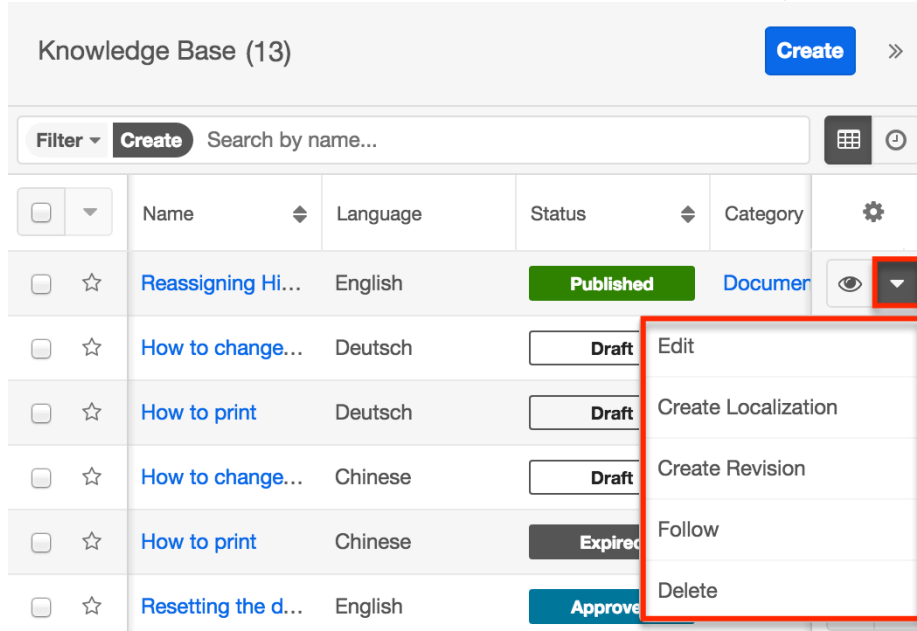 Knowledge Base (13)
Create
Filter Create Search by name...
Name Language Status Category
Reassigning Hi... English Published Documen
How to change... Deutsch Draft Edit
How to print Deutsch Draft Create Localization
How to change... Chinese Draft Create Revision
How to print Chinese Expired Follow
Resetting the d... English Approve Delete